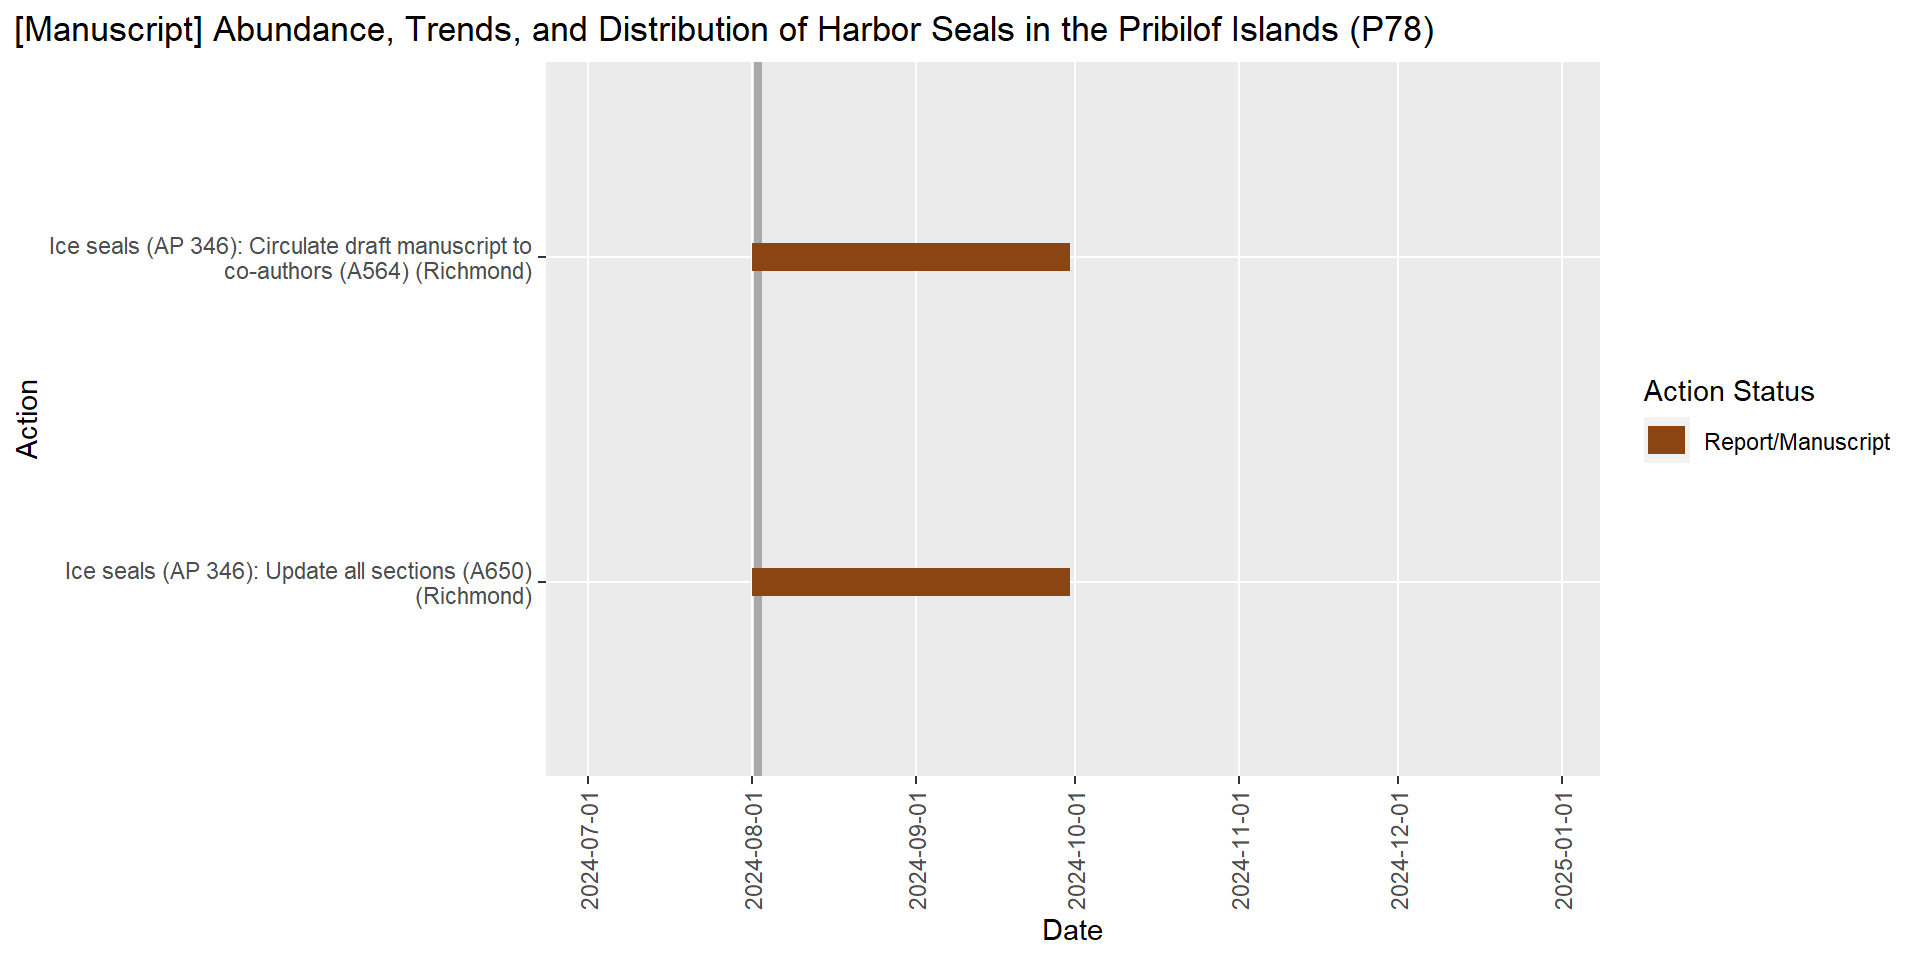 [Manuscript] Abundance, Trends, and Distribution of Harbor Seals in the Pribilof Islands (P78)
Ice seals (AP 346): Circulate draft manuscript to
co-authors (A564) (Richmond)
Action
Ice seals (AP 346): Update all sections (A650)
(Richmond)
Action Status
Report/Manuscript
2024-07-01
2024-08-01
2024-09-01
2024-10-01
2024-11-01
2024-12-01
2025-01-01
Date